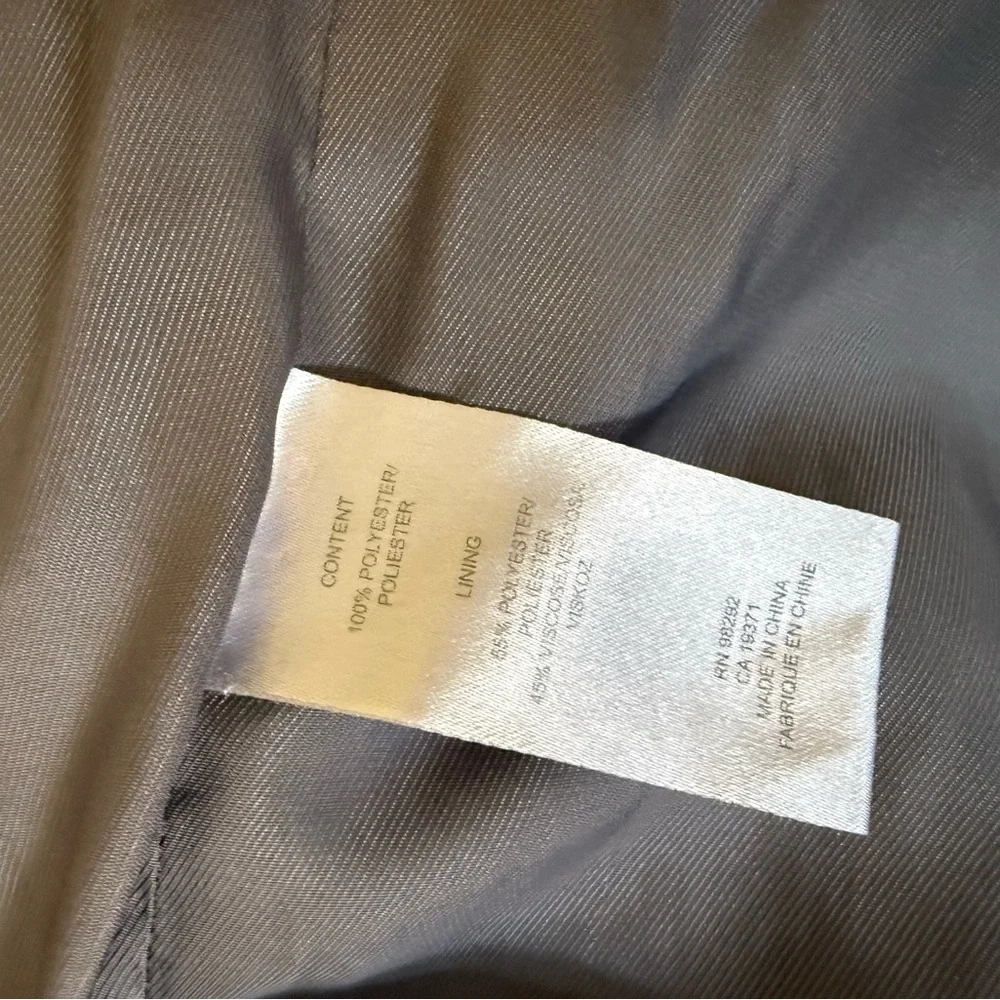 CONTENT
100% POLYESTER/
POLIESTER
LINING
55% POLYESTER/
POLIESTER
45% VISCOSE/VISCOSA/
VISKOZ
RN 98292
CA 19371
MADE IN CHINA
FABRIQUE EN CHINE